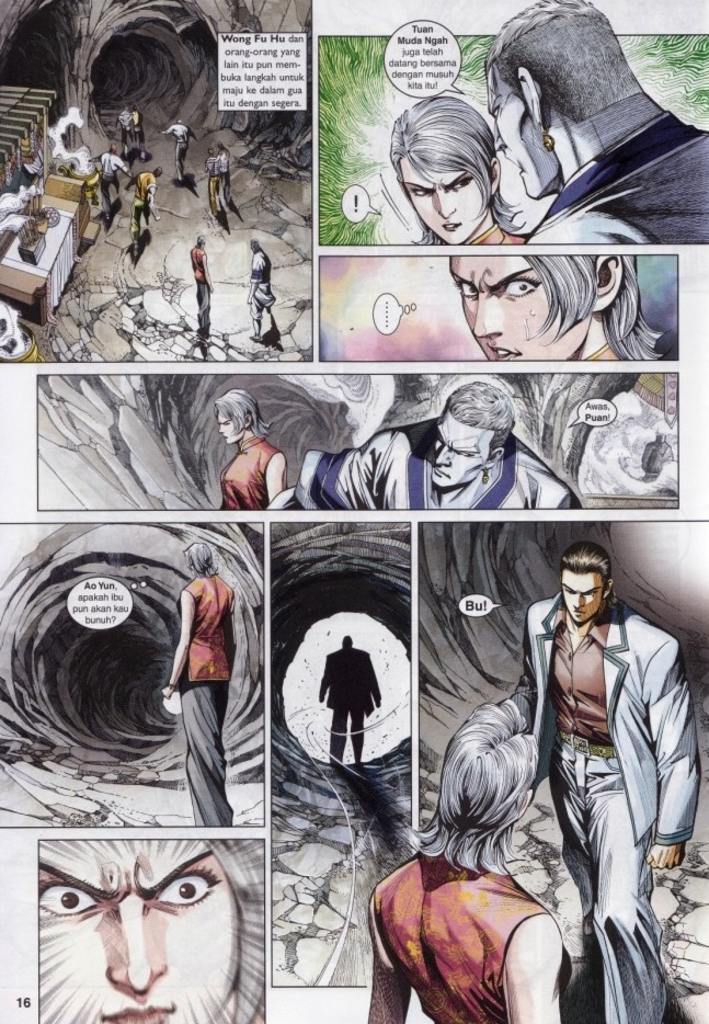 Wong Fu Hu dan
orang-orang yang
lain itu pun mem-
buka langkah untuk
maju ke dalam gua
itu dengan segera.
Tuan
Muda Ngah
juga telah
datang bersama
dengan musuh
kita itu!
!
......
Awas,
Puan!
Ao Yun,
apakah ibu
pun akan kau
bunuh?
Bu!
16